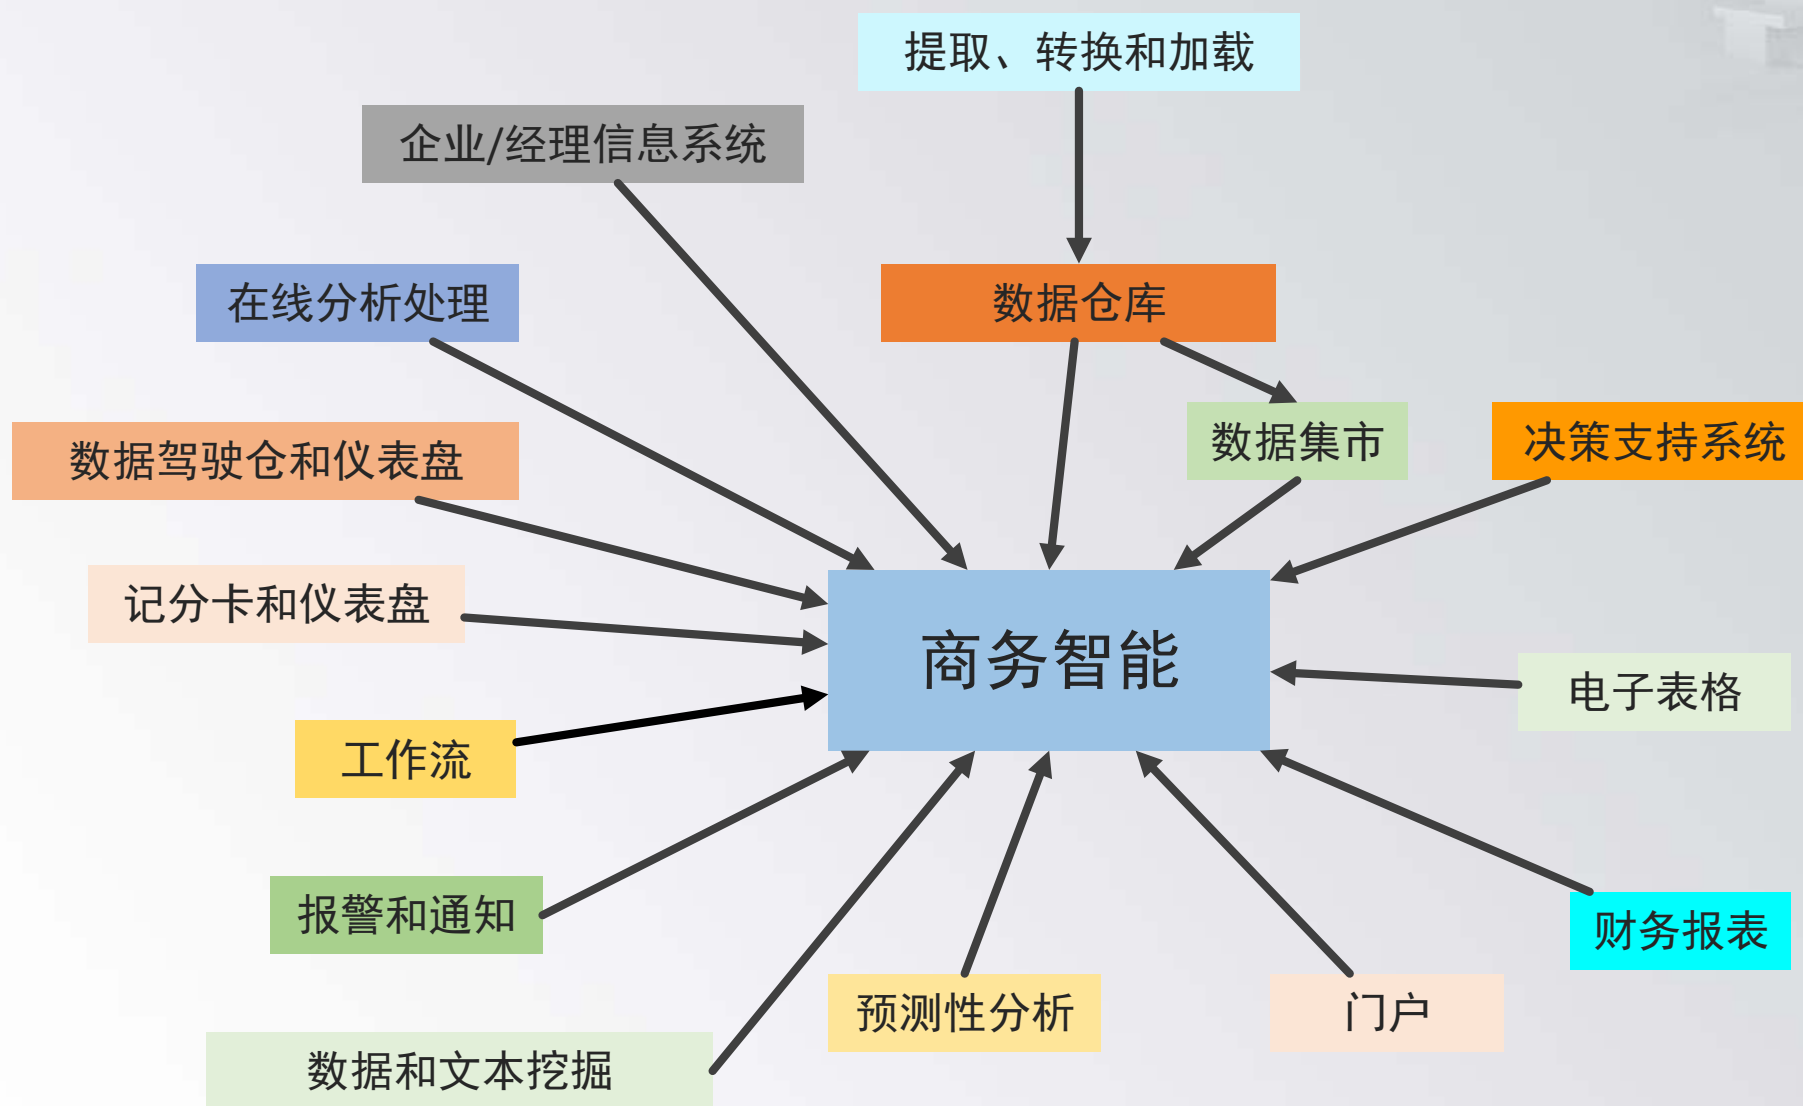 提取、转换和加载
企业/经理信息系统
在线分析处理
数据仓库
数据集市
决策支持系统
数据驾驶仓和仪表盘
记分卡和仪表盘
商务智能
电子表格
工作流
报警和通知
财务报表
预测性分析
门户
数据和文本挖掘